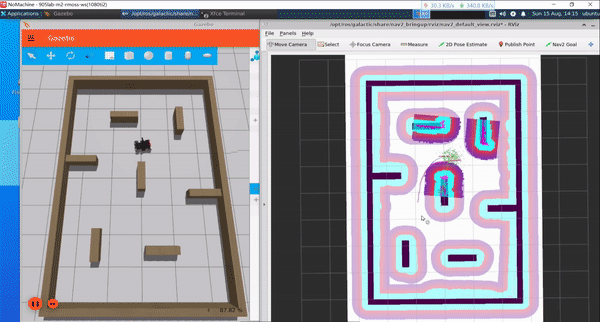 NoMachine - 905lab-m2-rmoss-ws(1080ti2)
30.3 KB/s 340.8 KB/s
Applications
Gazebo
/opt/ros/galactic/share/nav
Xfce Terminal
Sun 15 Aug, 14:15
Gazebo
/opt/ros/galactic/share/nav2_bringup/rviz/nav2_default_view.rviz* - RViz
Gazebo
File Panels Help
Move Camera Select Focus Camera Measure 2D Pose Estimate Publish Point Nav2 Goal
87.82 %